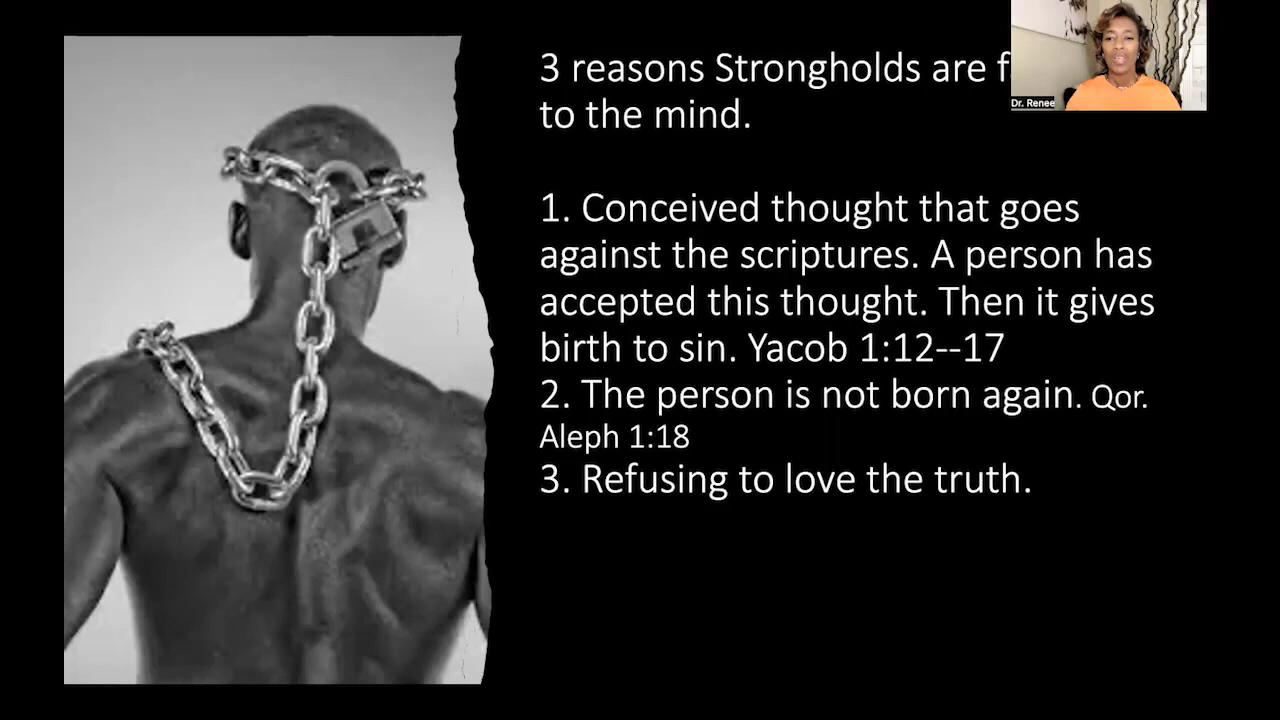 3 reasons Strongholds are
to the mind.
1. Conceived thought that goes
against the scriptures. A person has
accepted this thought. Then it gives
birth to sin. Yacob 1:12--17
2. The person is not born again. Qor.
Aleph 1:18
3. Refusing to love the truth.
Dr. Renee